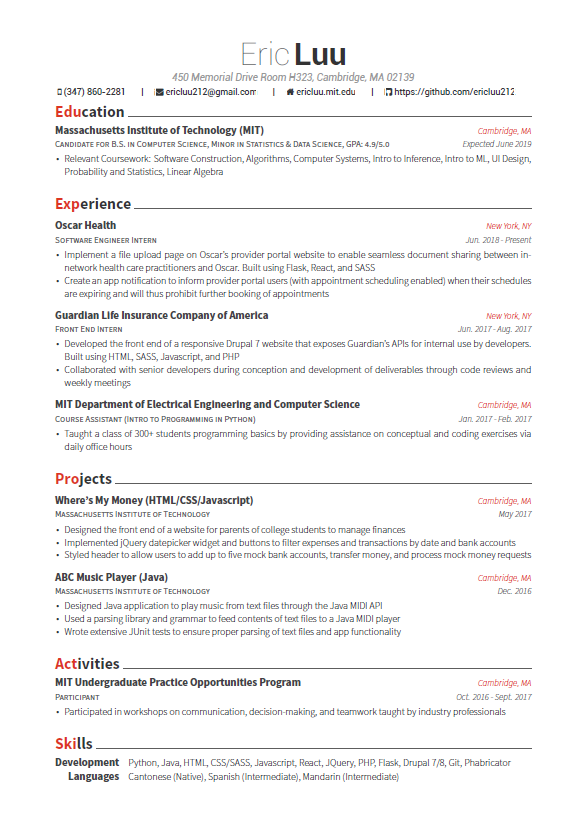 Eric Luu
450 Memorial Drive Room H323, Cambridge, MA 02139
(347) 860-2281 | ericluu212@gmail.com | ericluu.mit.edu | https://github.com/ericluu212
Education
Massachusetts Institute of Technology (MIT) Cambridge, MA
Candidate for B.S. in Computer Science, Minor in Statistics & Data Science, GPA: 4.9/5.0 Expected June 2019
• Relevant Coursework: Software Construction, Algorithms, Computer Systems, Intro to Inference, Intro to ML, UI Design,
Probability and Statistics, Linear Algebra
Experience
Oscar Health New York, NY
Software Engineer Intern Jun. 2018 - Present
• Implement a file upload page on Oscar's provider portal website to enable seamless document sharing between in-
network health care practitioners and Oscar. Built using Flask, React, and SASS
• Create an app notification to inform provider portal users (with appointment scheduling enabled) when their schedules
are expiring and will thus prohibit further booking of appointments
Guardian Life Insurance Company of America New York, NY
Front End Intern Jun. 2017 - Aug. 2017
• Developed the front end of a responsive Drupal 7 website that exposes Guardian's APIs for internal use by developers.
Built using HTML, SASS, Javascript, and PHP
• Collaborated with senior developers during conception and development of deliverables through code reviews and
weekly meetings
MIT Department of Electrical Engineering and Computer Science Cambridge, MA
Course Assistant (Intro to Programming in Python) Jan. 2017 - Feb. 2017
• Taught a class of 300+ students programming basics by providing assistance on conceptual and coding exercises via
daily office hours
Projects
Where's My Money (HTML/CSS/Javascript) Cambridge, MA
Massachusetts Institute of Technology May 2017
• Designed the front end of a website for parents of college students to manage finances
• Implemented jQuery datepicker widget and buttons to filter expenses and transactions by date and bank accounts
• Styled header to allow users to add up to five mock bank accounts, transfer money, and process mock money requests
ABC Music Player (Java) Cambridge, MA
Massachusetts Institute of Technology Dec. 2016
• Designed Java application to play music from text files through the Java MIDI API
• Used a parsing library and grammar to feed contents of text files to a Java MIDI player
• Wrote extensive JUnit tests to ensure proper parsing of text files and app functionality
Activities
MIT Undergraduate Practice Opportunities Program Cambridge, MA
Participant Oct. 2016 - Sept. 2017
• Participated in workshops on communication, decision-making, and teamwork taught by industry professionals
Skills
Development Python, Java, HTML, CSS/SASS, Javascript, React, JQuery, PHP, Flask, Drupal 7/8, Git, Phabricator
Languages Cantonese (Native), Spanish (Intermediate), Mandarin (Intermediate)